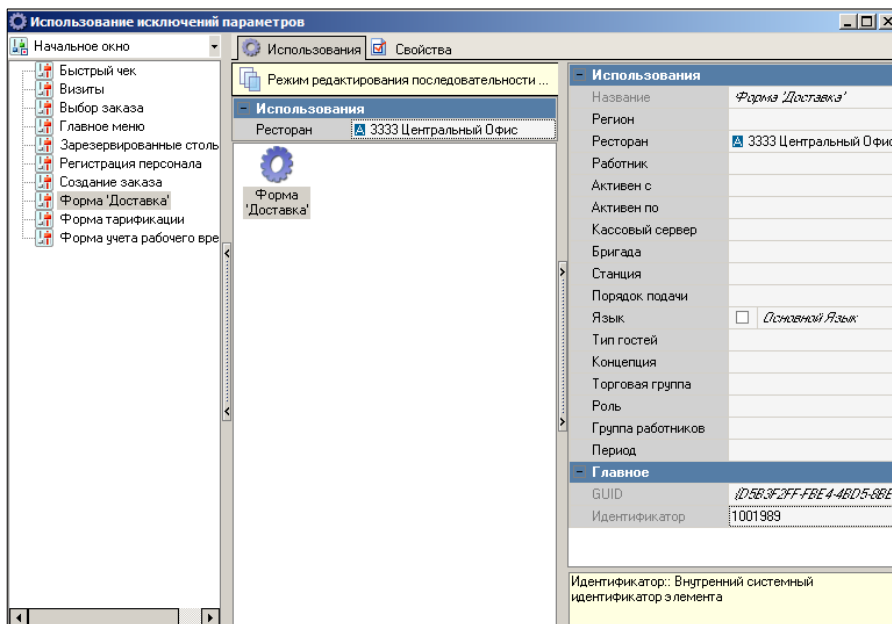 Использование исключений параметров
Начальное окно
Быстрый чек
Визиты
Выбор заказа
Главное меню
Зарезервированные столь
Регистрация персонала
Создание заказа
Форма 'Доставка'
Форма тарификации
Форма учета рабочего вре
Использования
Свойства
Режим редактирования последовательности ...
Использования
Ресторан 3333 Центральный Офис
Форма
'Доставка'
Использования
Название Форма 'Доставка'
Регион
Ресторан 3333 Центральный Офис
Работник
Активен с
Активен по
Кассовый сервер
Бригада
Станция
Порядок подачи
Язык Основной Язык
Тип гостей
Концепция
Торговая группа
Роль
Группа работников
Период
Главное
GUID {D5B3F2FF-FBE4-4BD5-8BE
Идентификатор 1001989
Идентификатор:: Внутренний системный
идентификатор элемента